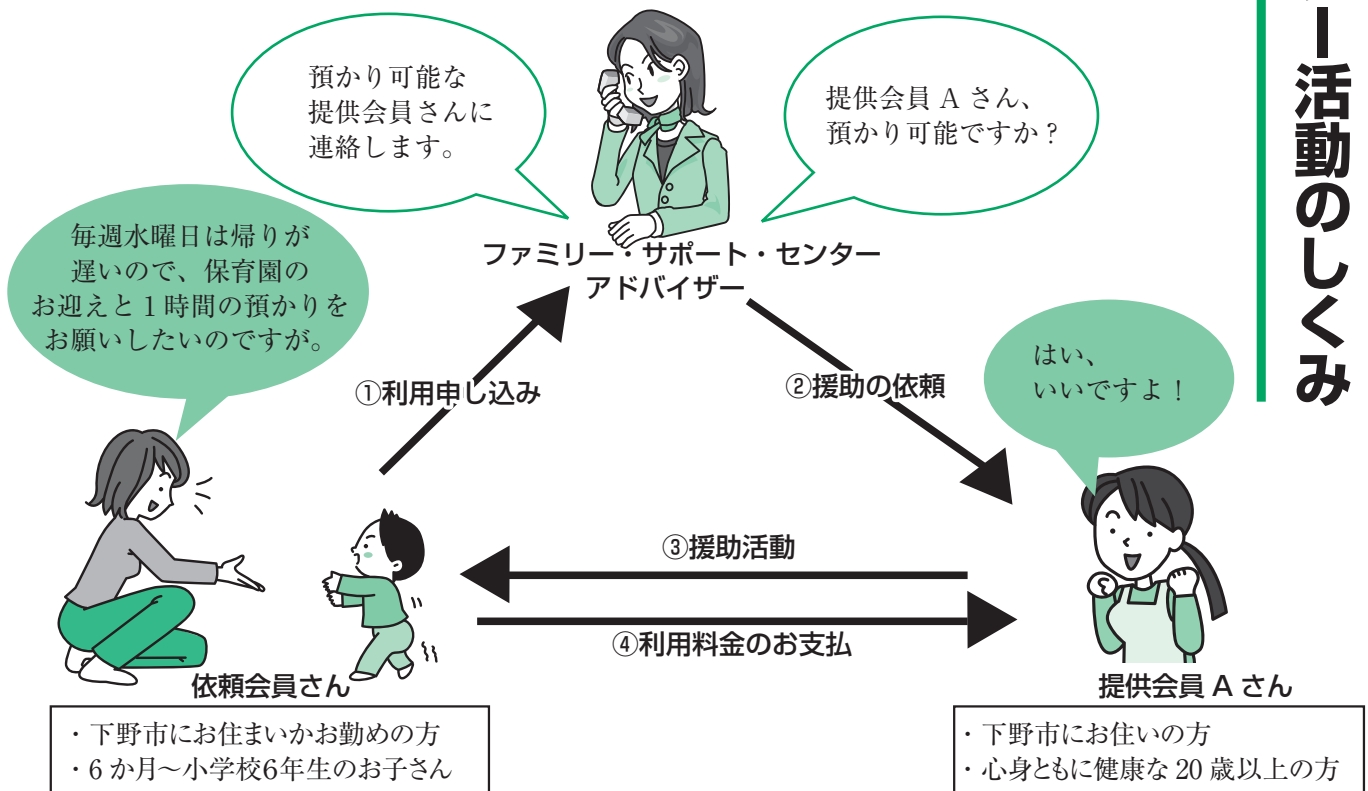 ー活動のしくみ
預かり可能な
提供会員さんに
連絡します。
提供会員 A さん、
預かり可能ですか?
ファミリー・サポート・センター
アドバイザー
毎週水曜日は帰りが
遅いので、保育園の
お迎えと1時間の預かりを
お願いしたいのですが。
①利用申し込み
②援助の依頼
はい、
いいですよ!
③援助活動
④利用料金のお支払
依頼会員さん
・下野市にお住まいかお勤めの方
・6か月〜小学校6年生のお子さん
提供会員 A さん
・下野市にお住いの方
・心身ともに健康な 20 歳以上の方